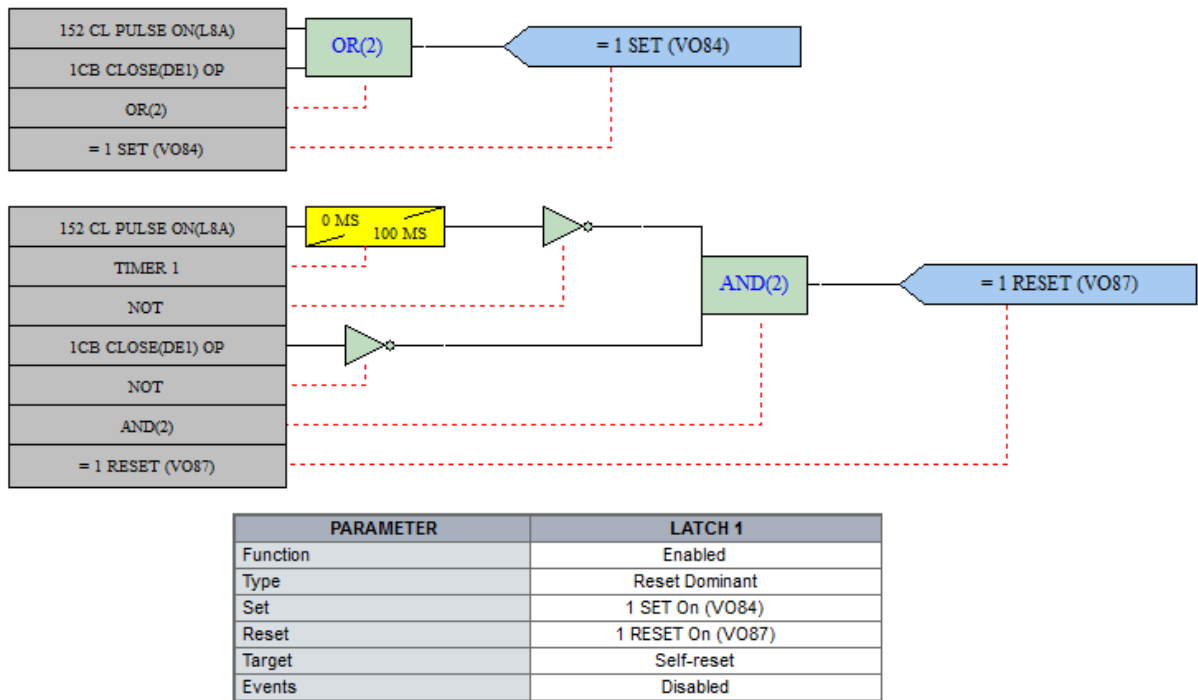 152 CL PULSE ON(L8A)
1CB CLOSE(DE1) OP
OR(2)
= 1 SET (VO84)
OR(2)
= 1 SET (VO84)
152 CL PULSE ON(L8A)
TIMER 1
NOT
1CB CLOSE(DE1) OP
NOT
AND(2)
= 1 RESET (VO87)
0 MS
100 MS
AND(2)
= 1 RESET (VO87)
PARAMETER LATCH 1
Function Enabled
Type Reset Dominant
Set 1 SET On (VO84)
Reset 1 RESET On (VO87)
Target Self-reset
Events Disabled